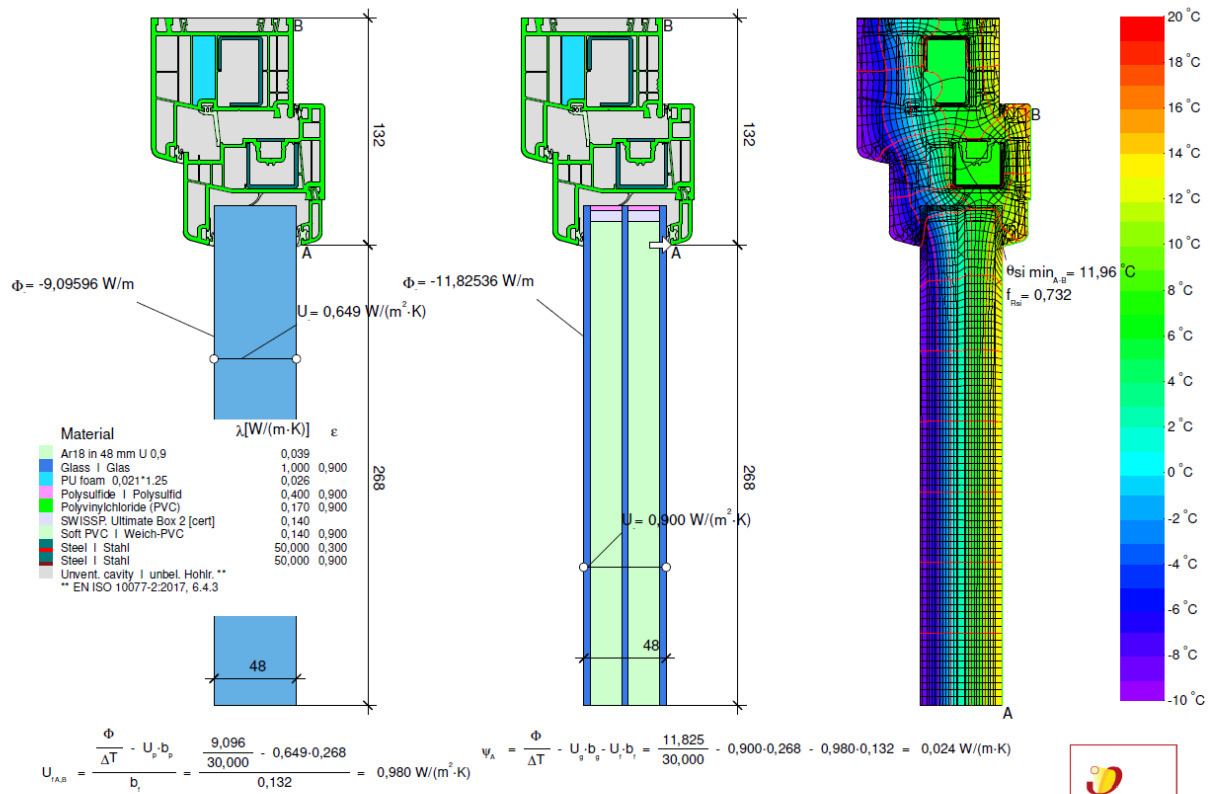 B
132
A
Φ = -9,09596 W/m
U = 0,649 W/(m²·K)
268
48
Material λ[W/(m·K)] ε
Ar18 in 48 mm U 0,9 0,039
Glass I Glas 1,000 0,900
PU foam 0,021*1.25 0,026
Polysulfide I Polysulfid 0,400 0,900
Polyvinylchloride (PVC) 0,170 0,900
SWISSP. Ultimate Box 2 [cert] 0,140
Soft PVC I Weich-PVC 0,140 0,900
Steel I Stahl 50,000 0,300
Steel I Stahl 50,000 0,900
Unvent. cavity I unbel. Hohlr. **
** EN ISO 10077-2:2017, 6.4.3
B
132
A
Φ = -11,82536 W/m
U = 0,900 W/(m²·K)
268
48
B
θsi min A-B = 11,96 °C
f Rsi = 0,732
A
20 °C
18 °C
16 °C
14 °C
12 °C
10 °C
8 °C
6 °C
4 °C
2 °C
0 °C
-2 °C
-4 °C
-6 °C
-8 °C
-10 °C
U fA,B = (Φ/ΔT - Up·bp)/bf = (9,096/30,000 - 0,649·0,268)/0,132 = 0,980 W/(m²·K)
ψA = Φ/ΔT - Ug·bg - Uf·bf = 11,825/30,000 - 0,900·0,268 - 0,980·0,132 = 0,024 W/(m·K)